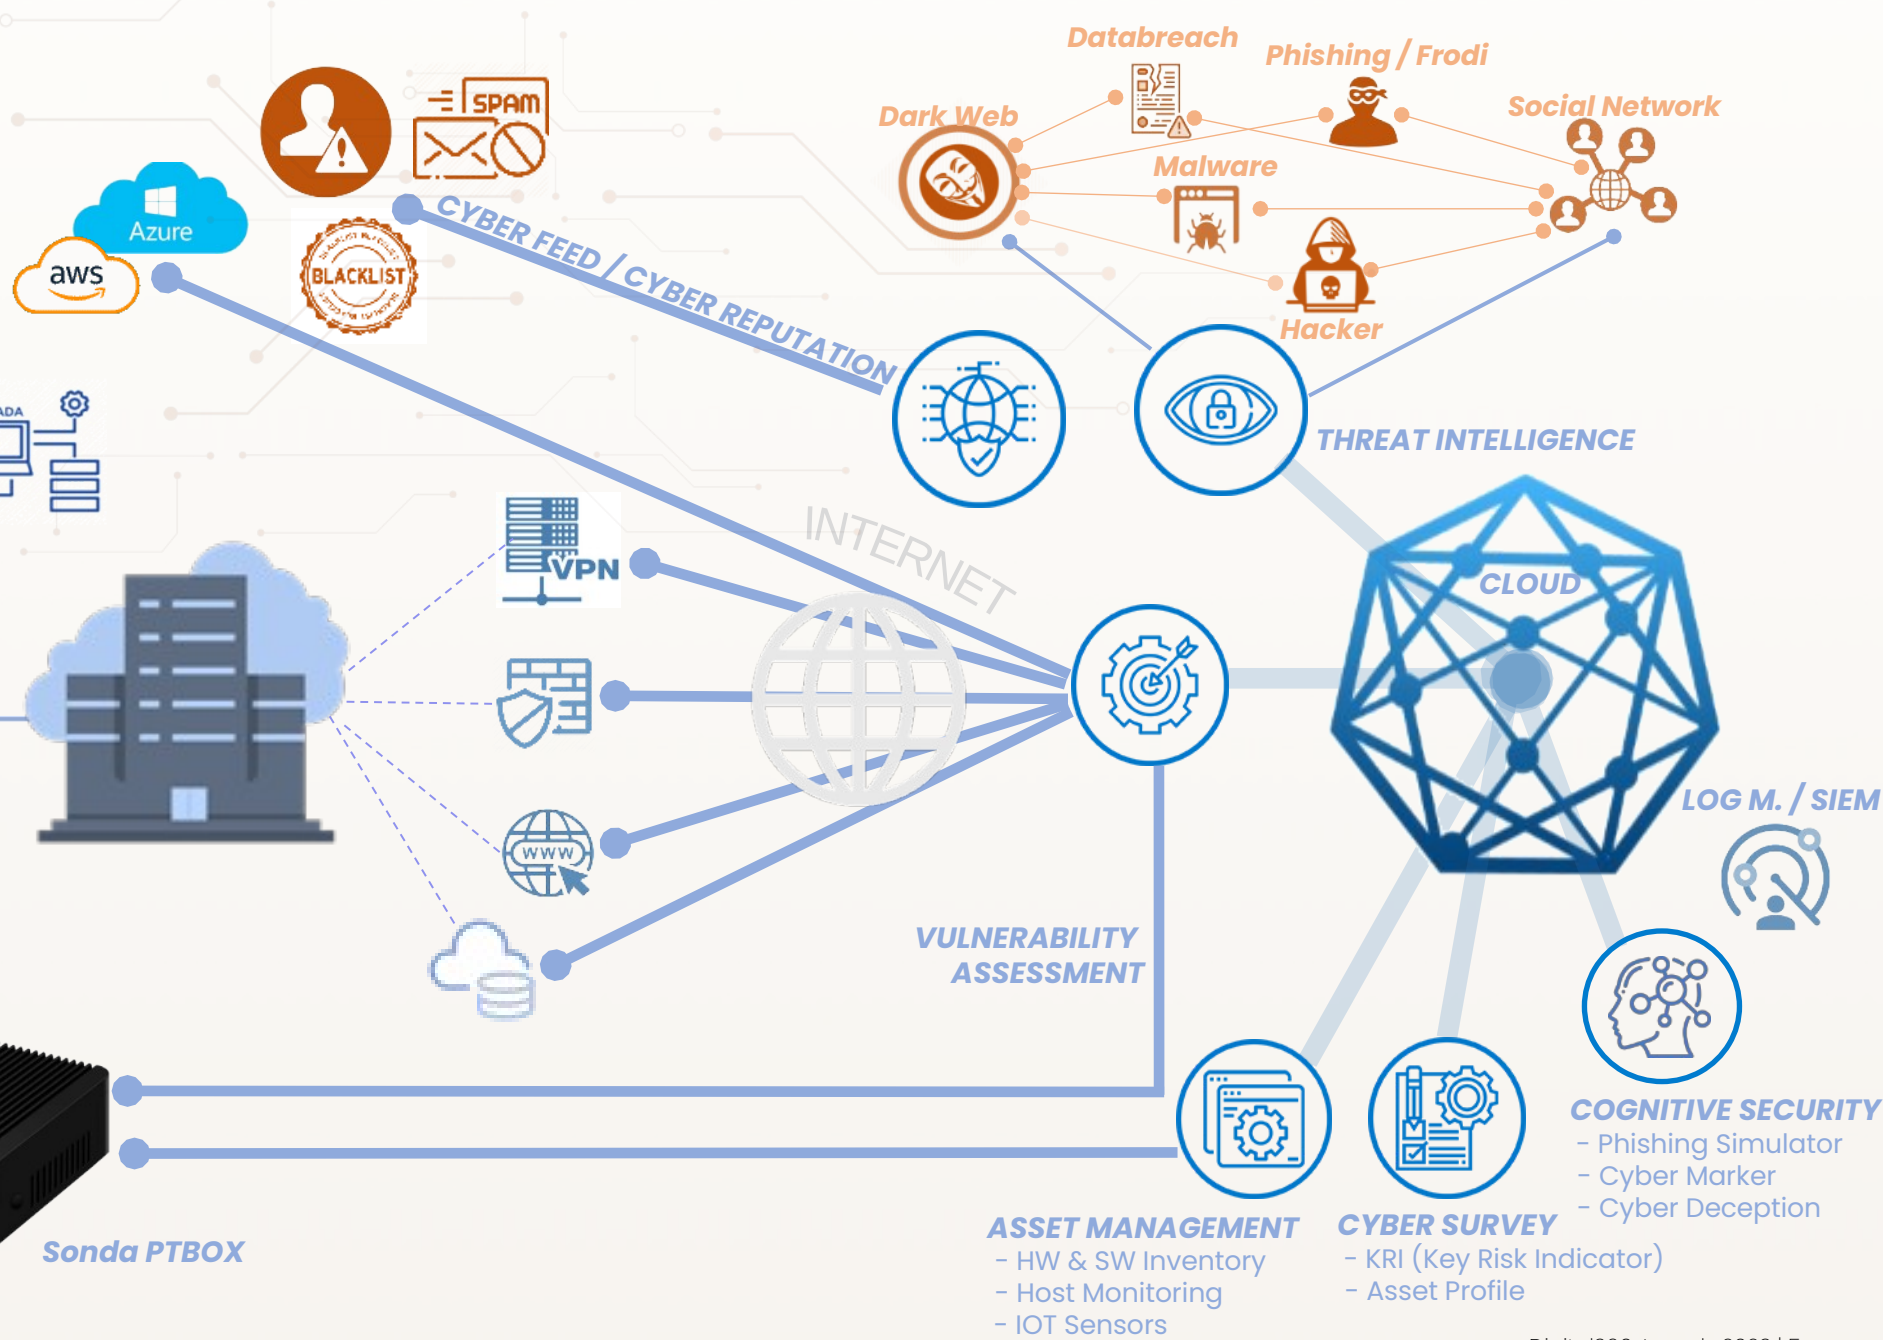 Databreach
Phishing / Frodi
Dark Web
Social Network
SPAM
Malware
Azure
aws
BLACKLIST
CYBER FEED / CYBER REPUTATION
Hacker
ADA
THREAT INTELLIGENCE
INTERNET
VPN
CLOUD
LOG M. / SIEM
www
VULNERABILITY
ASSESSMENT
COGNITIVE SECURITY
- Phishing Simulator
- Cyber Marker
- Cyber Deception
Sonda PTBOX
ASSET MANAGEMENT
- HW & SW Inventory
- Host Monitoring
- IOT Sensors
CYBER SURVEY
- KRI (Key Risk Indicator)
- Asset Profile